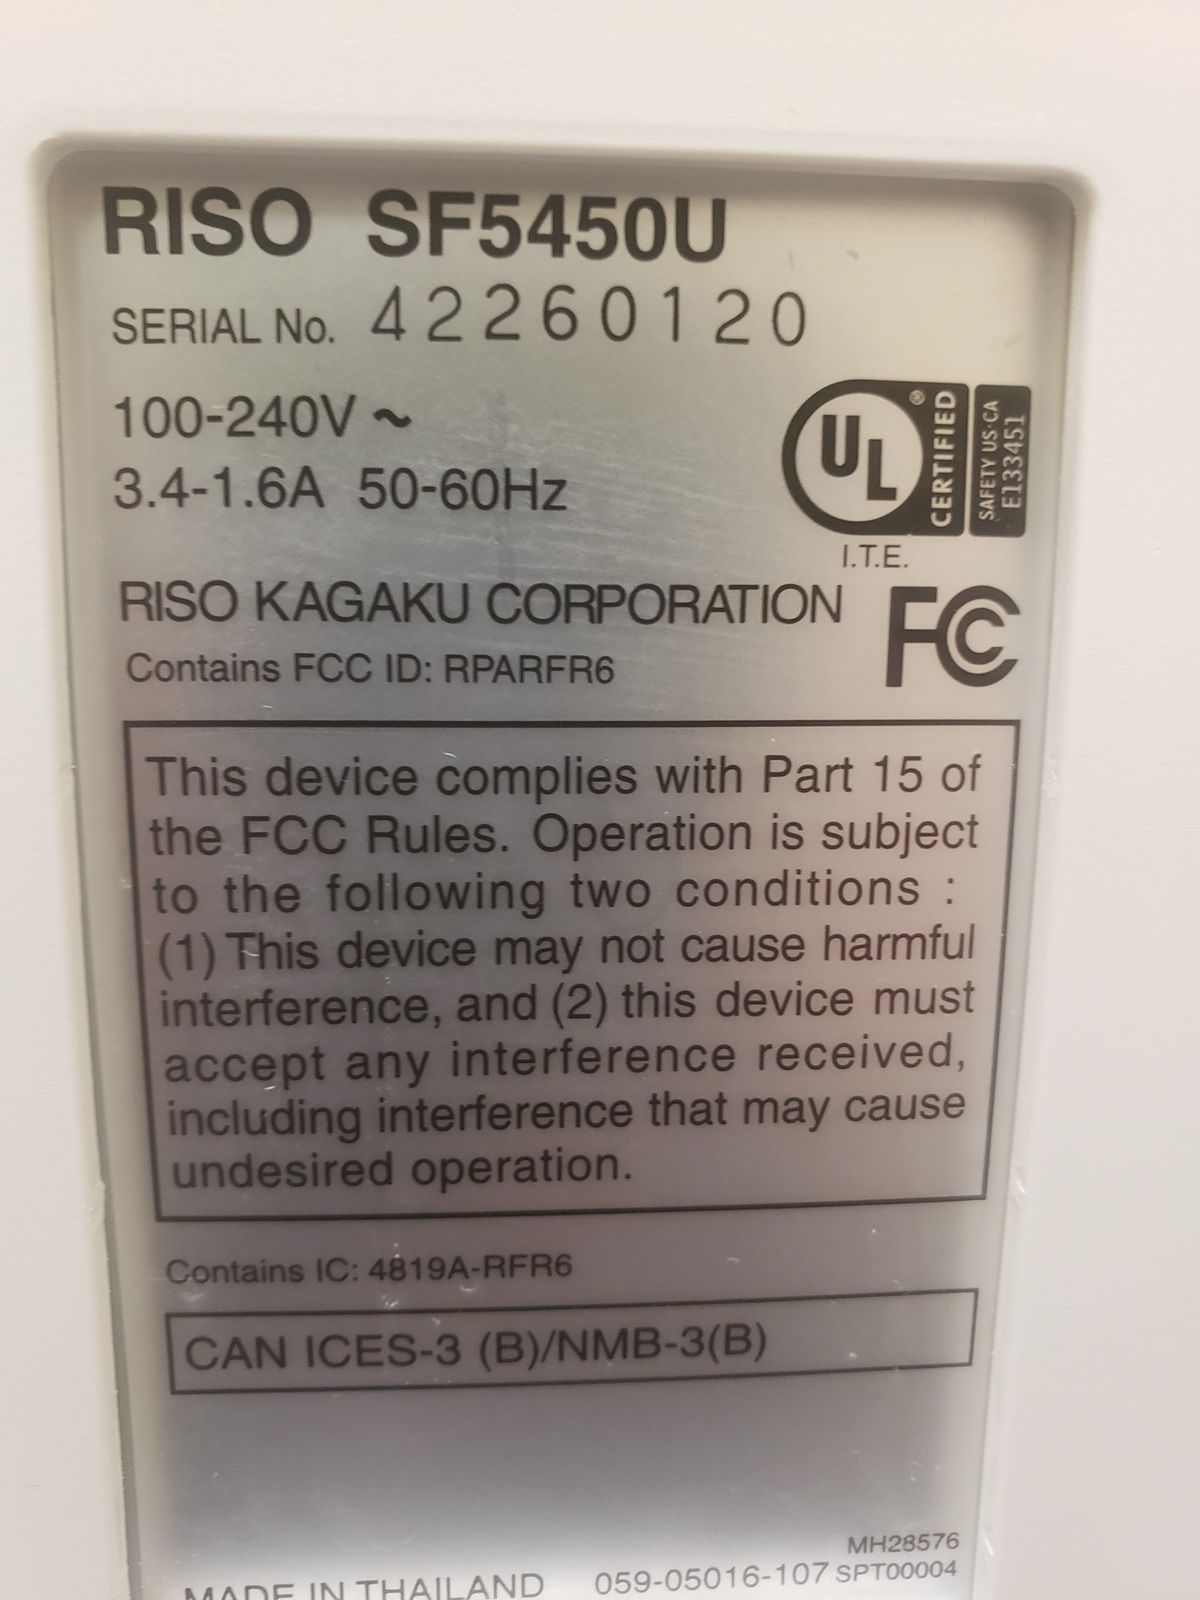 RISO SF5450U
SERIAL No. 42260120
100-240V ~
3.4-1.6A 50-60Hz
UL ® CERTIFIED
SAFETY US·CA
E133451
I.T.E.
RISO KAGAKU CORPORATION
FC
Contains FCC ID: RPARFR6
This device complies with Part 15 of
the FCC Rules. Operation is subject
to the following two conditions :
(1) This device may not cause harmful
interference, and (2) this device must
accept any interference received,
including interference that may cause
undesired operation.
Contains IC: 4819A-RFR6
CAN ICES-3 (B)/NMB-3(B)
MH28576
MADE IN THAILAND 059-05016-107 SPT00004